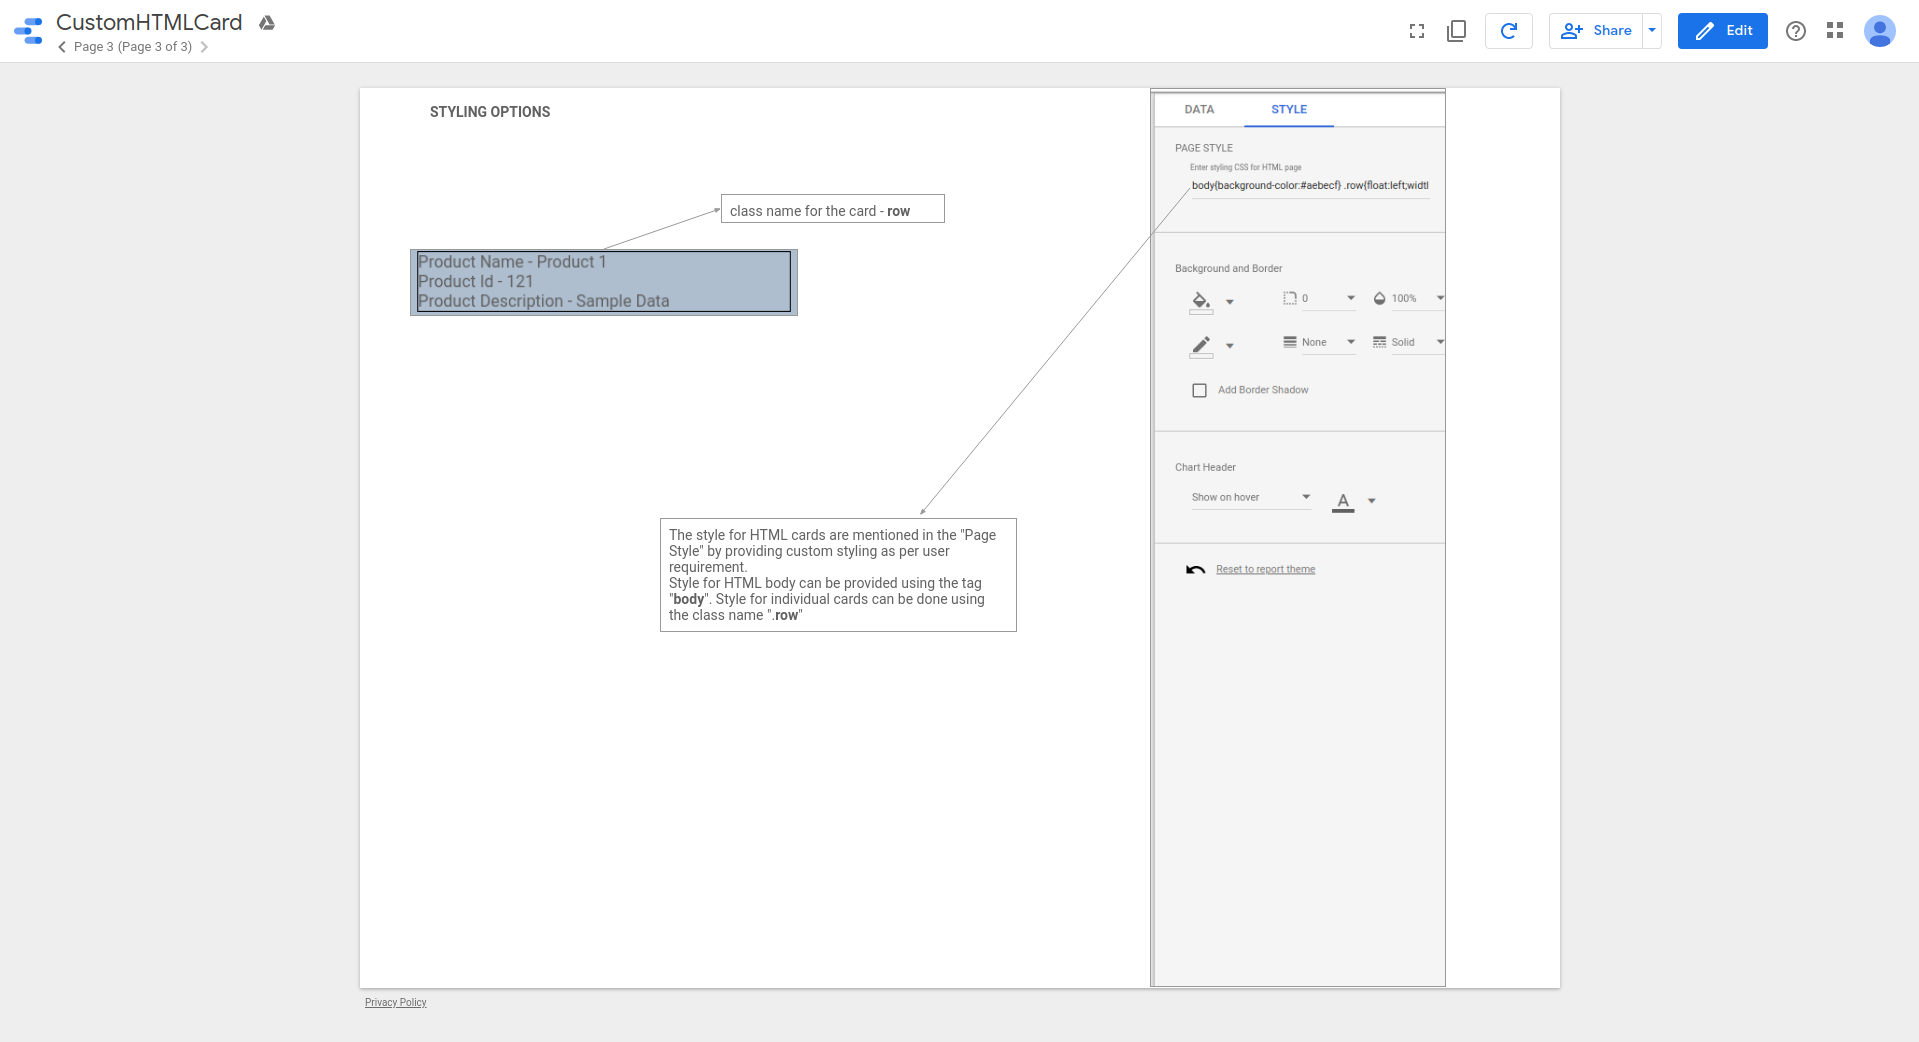 CustomHTMLCard
Page 3 (Page 3 of 3)
Share
Edit
STYLING OPTIONS
class name for the card - row
Product Name - Product 1
Product Id - 121
Product Description - Sample Data
The style for HTML cards are mentioned in the "Page
Style" by providing custom styling as per user
requirement.
Style for HTML body can be provided using the tag
"body". Style for individual cards can be done using
the class name ".row"
DATA STYLE
PAGE STYLE
Enter styling CSS for HTML page
body{background-color:#aebecf} .row{float:left;widtl
Background and Border
0 100%
None Solid
Add Border Shadow
Chart Header
Show on hover A
Reset to report theme
Privacy Policy